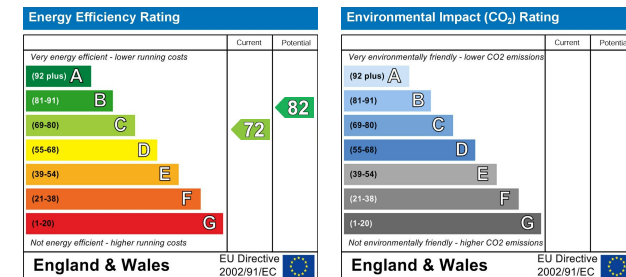 Energy Efficiency Rating
Current Potential
Very energy efficient - lower running costs
(92 plus) A
(81-91) B
(69-80) C
(55-68) D
(39-54) E
(21-38) F
(1-20) G
72
82
Not energy efficient - higher running costs
England & Wales
EU Directive
2002/91/EC
Environmental Impact (CO2) Rating
Current Potential
Very environmentally friendly - lower CO2 emissions
(92 plus) A
(81-91) B
(69-80) C
(55-68) D
(39-54) E
(21-38) F
(1-20) G
Not environmentally friendly - higher CO2 emissions
England & Wales
EU Directive
2002/91/EC